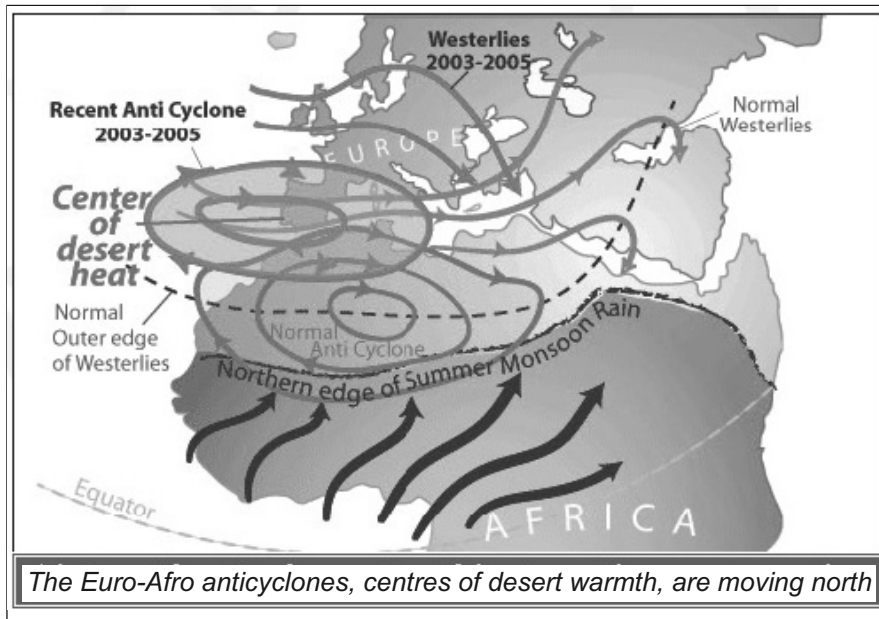 Westerlies
2003-2005
Recent Anti Cyclone
2003-2005
EUROPE
Normal
Westerlies
Center
of
desert
heat
Normal
Outer edge
of Westerlies
Normal
Anti Cyclone
Northern edge of Summer Monsoon Rain
Equator
AFRICA
The Euro-Afro anticyclones, centres of desert warmth, are moving north